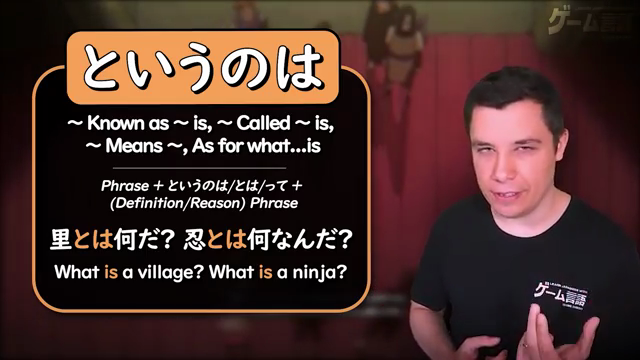 というのは
～ Known as ～ is, ～ Called ～ is,
～ Means ～, As for what...is
Phrase + というのは/とは/って +
(Definition/Reason) Phrase
里とは何だ？ 忍とは何なんだ？
What is a village? What is a ninja?
ゲーム言語
ゲーム言語